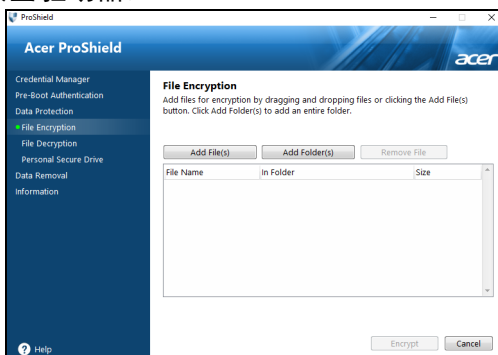 ProShield
Acer ProShield
acer
Credential Manager
Pre-Boot Authentication
Data Protection
File Encryption
File Decryption
Personal Secure Drive
Data Removal
Information
File Encryption
Add files for encryption by dragging and dropping files or clicking the Add File(s)
button. Click Add Folder(s) to add an entire folder.
Add File(s) Add Folder(s) Remove File
File Name In Folder Size
Encrypt Cancel
? Help